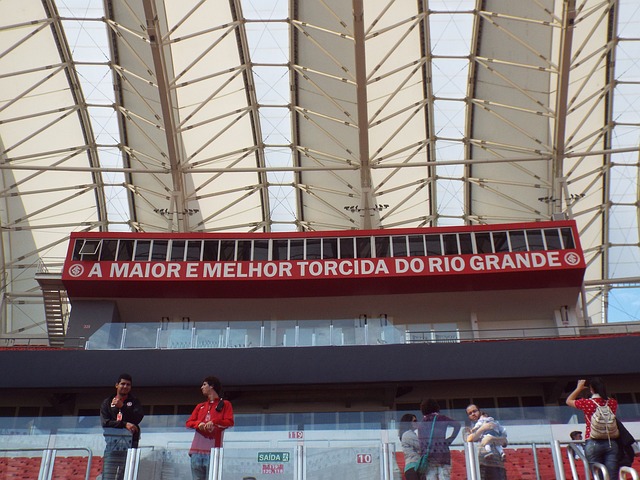 A MAIOR E MELHOR TORCIDA DO RIO GRANDE
119
SAÍDA
10